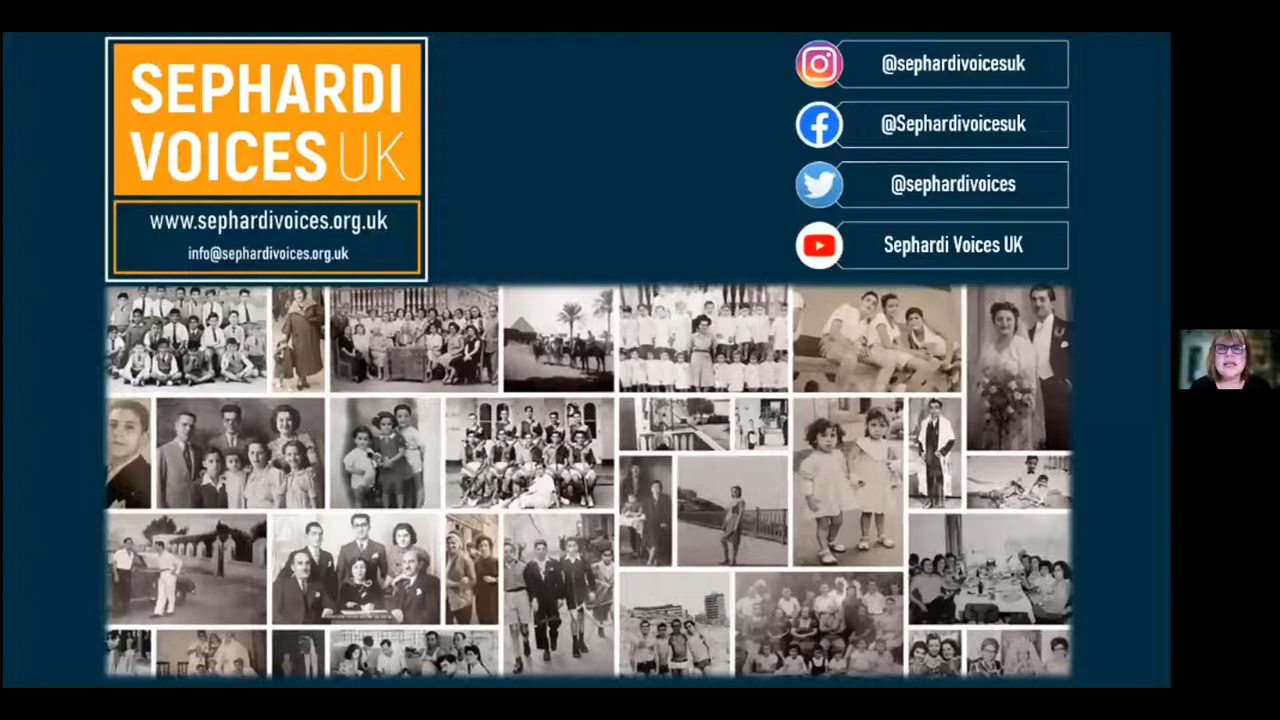 SEPHARDI
VOICES UK
www.sephardivoices.org.uk
info@sephardivoices.org.uk
@sephardivoicesuk
@Sephardivoicesuk
@sephardivoices
Sephardi Voices UK